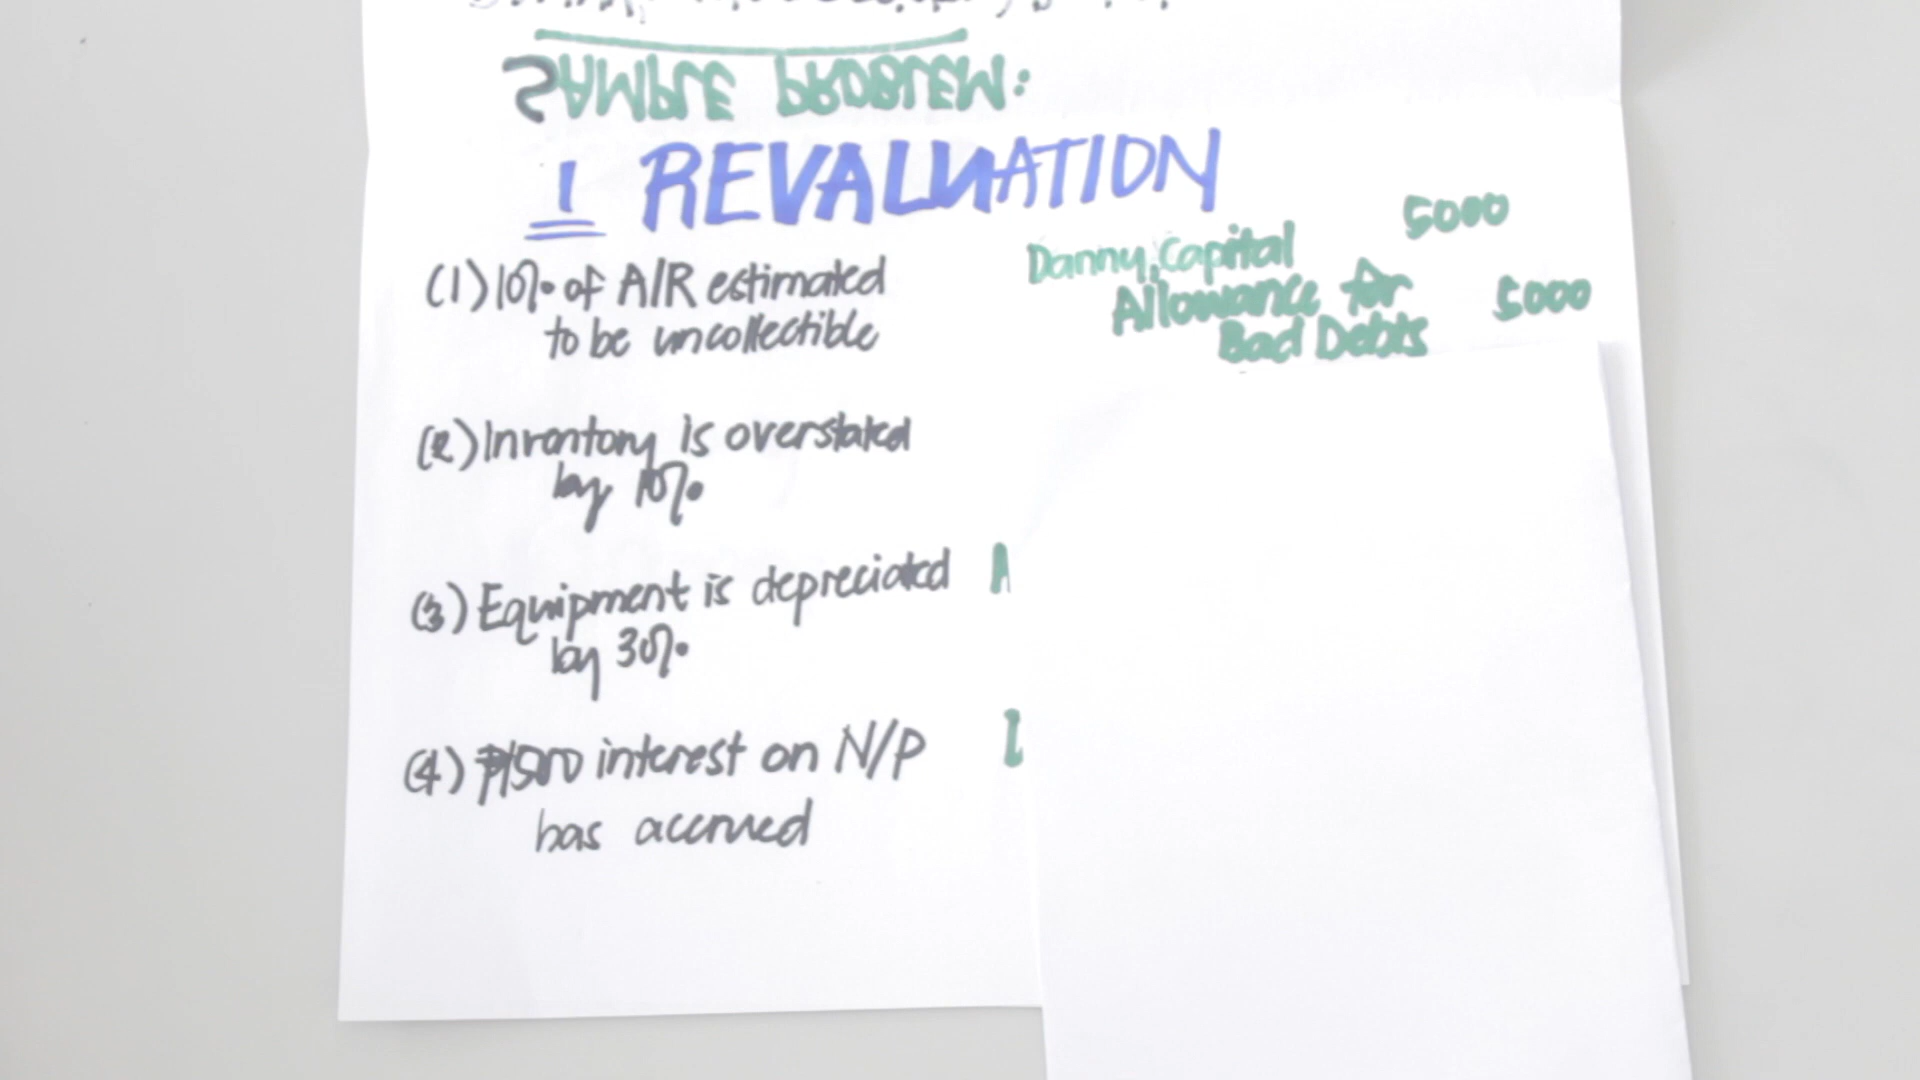 SAMPLE PROBLEM:
1 REVALUATION
(1) 10% of A/R estimated
to be uncollectible
Danny, Capital 5000
Allowance for
Bad Debts 5000
(2) Inventory is overstated
by 10%
(3) Equipment is depreciated
by 30%
(4) ₱1500 interest on N/P
has accrued